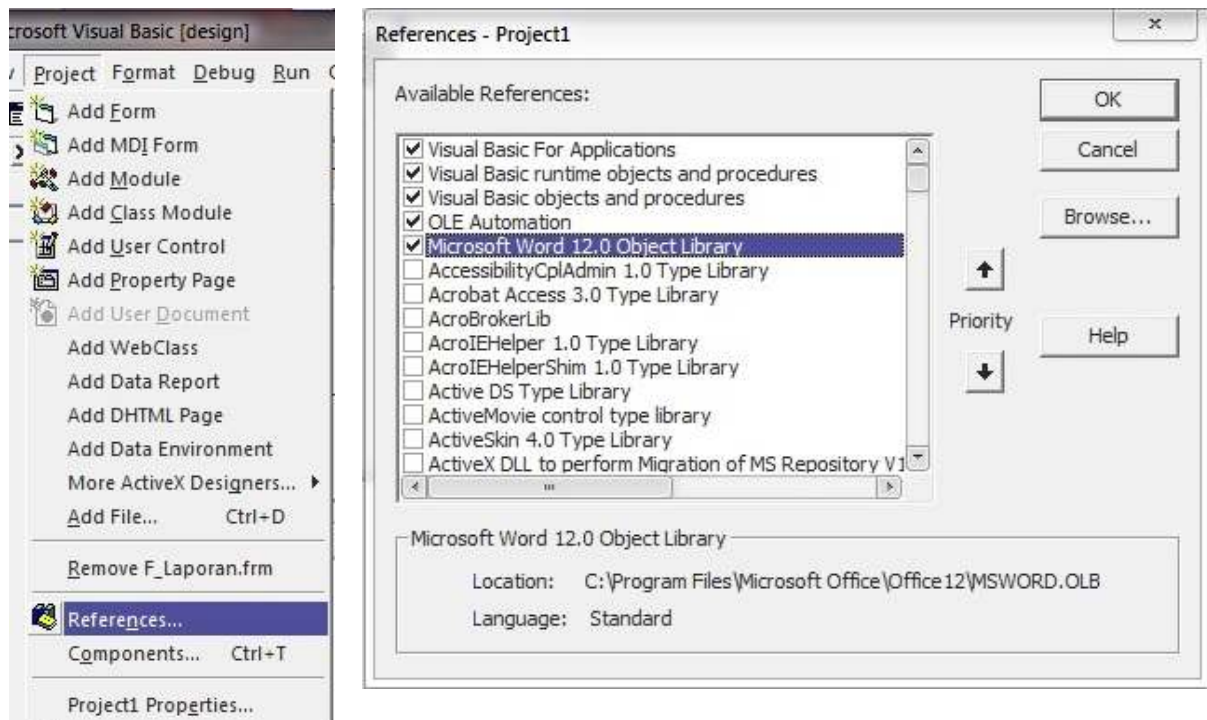 crosoft Visual Basic [design]
Project Format Debug Run
Add Form
Add MDI Form
Add Module
Add Class Module
Add User Control
Add Property Page
Add User Document
Add WebClass
Add Data Report
Add DHTML Page
Add Data Environment
More ActiveX Designers...
Add File... Ctrl+D
Remove F_Laporan.frm
References...
Components... Ctrl+T
Project1 Properties...
References - Project1
Available References:
Visual Basic For Applications
Visual Basic runtime objects and procedures
Visual Basic objects and procedures
OLE Automation
Microsoft Word 12.0 Object Library
AccessibilityCplAdmin 1.0 Type Library
Acrobat Access 3.0 Type Library
AcroBrokerLib
AcroIEHelper 1.0 Type Library
AcroIEHelperShim 1.0 Type Library
Active DS Type Library
ActiveMovie control type library
ActiveSkin 4.0 Type Library
ActiveX DLL to perform Migration of MS Repository V1
OK
Cancel
Browse...
Priority
Help
Microsoft Word 12.0 Object Library
Location: C:\Program Files\Microsoft Office\Office12\MSWORD.OLB
Language: Standard